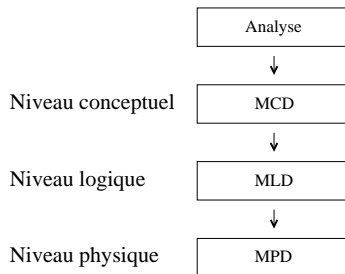 Analyse
Niveau conceptuel MCD
Niveau logique MLD
Niveau physique MPD